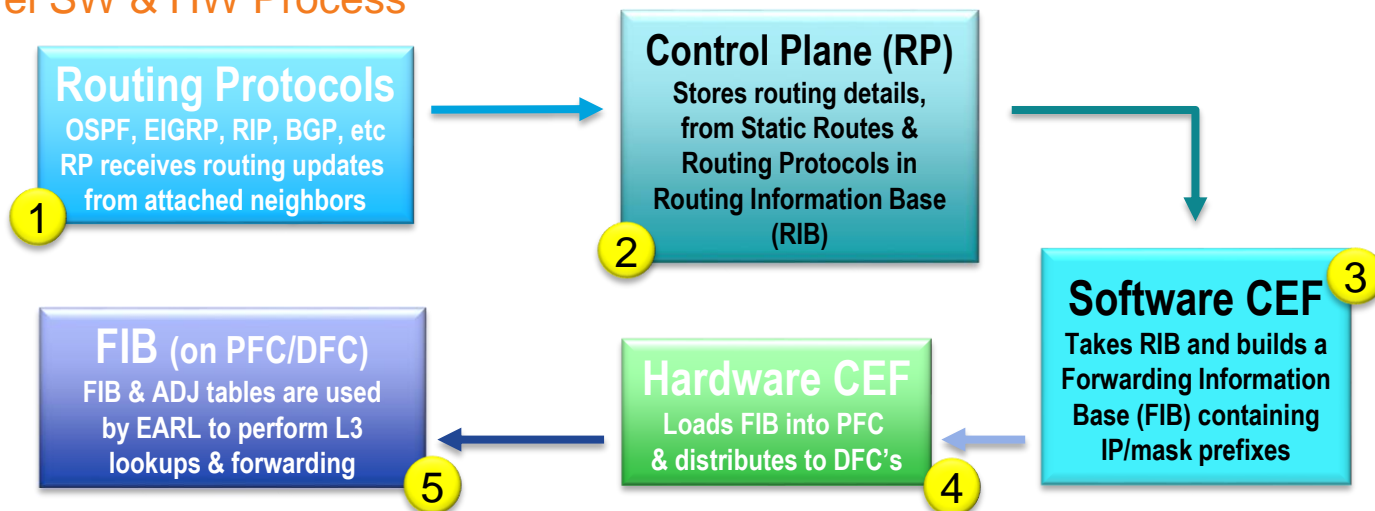 SW & HW Process
Routing Protocols
OSPF, EIGRP, RIP, BGP, etc
RP receives routing updates
from attached neighbors
1
Control Plane (RP)
Stores routing details,
from Static Routes &
Routing Protocols in
Routing Information Base
(RIB)
2
Software CEF
Takes RIB and builds a
Forwarding Information
Base (FIB) containing
IP/mask prefixes
3
Hardware CEF
Loads FIB into PFC
& distributes to DFC's
4
FIB (on PFC/DFC)
FIB & ADJ tables are used
by EARL to perform L3
lookups & forwarding
5